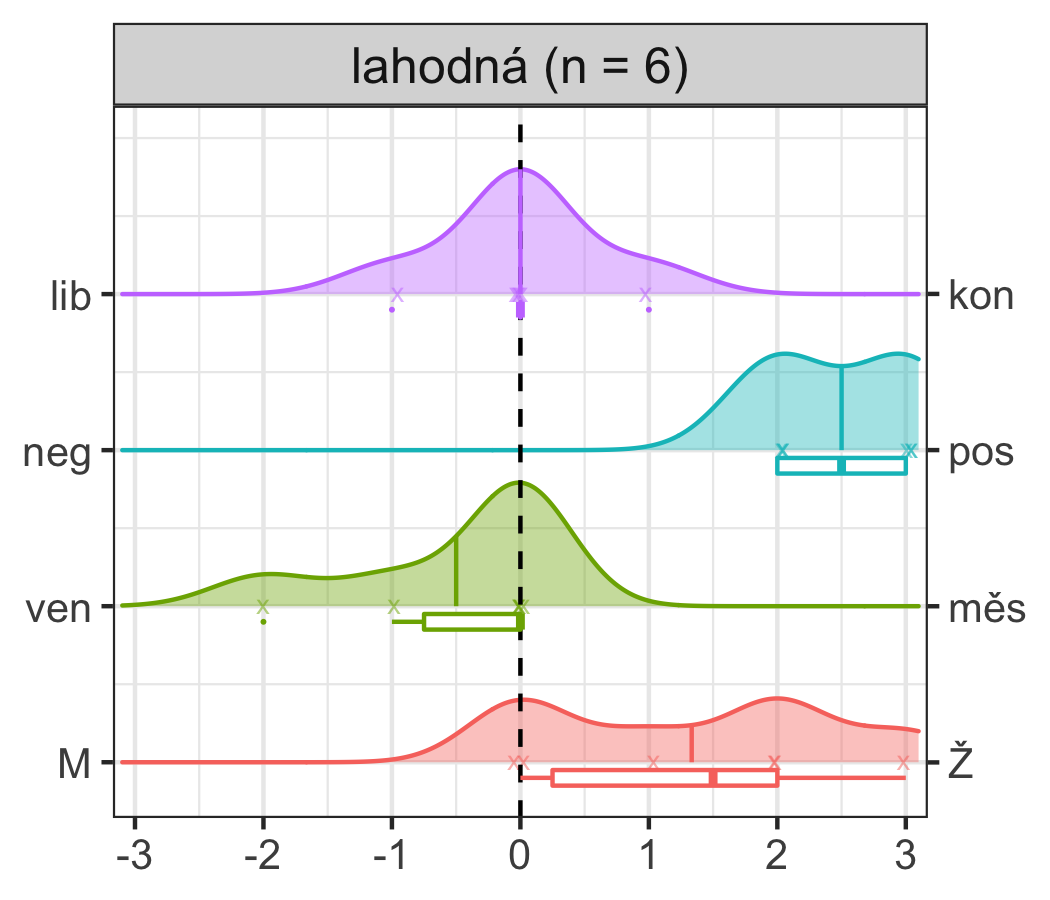 lahodná (n = 6)
lib kon
neg pos
ven měs
M Ž
-3 -2 -1 0 1 2 3